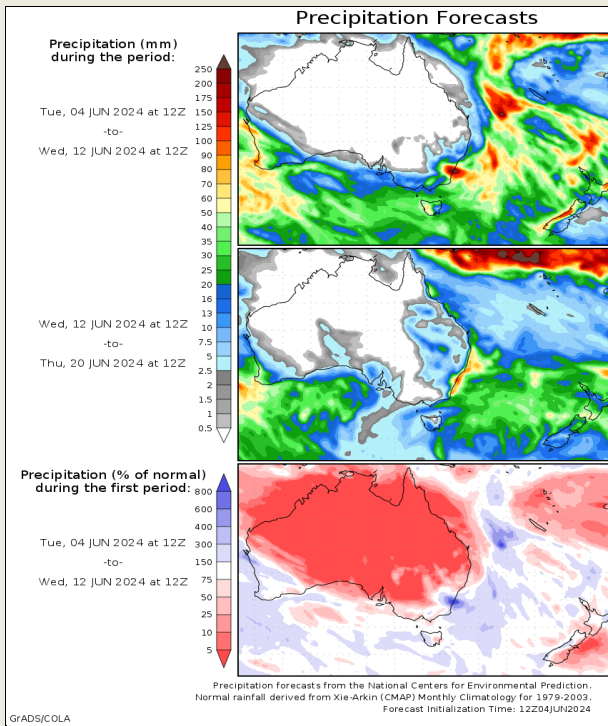 Precipitation Forecasts
Precipitation (mm)
during the period:
Tue, 04 JUN 2024 at 12Z
-to-
Wed, 12 JUN 2024 at 12Z
250
200
175
150
125
100
90
80
70
60
50
40
35
30
25
20
16
13
10
7.5
5
2.5
2
1.5
1
0.5
Wed, 12 JUN 2024 at 12Z
-to-
Thu, 20 JUN 2024 at 12Z
Precipitation (% of normal)
during the first period:
Tue, 04 JUN 2024 at 12Z
-to-
Wed, 12 JUN 2024 at 12Z
800
600
400
300
150
75
50
25
10
5
Precipitation forecasts from the National Centers for Environmental Prediction.
Normal rainfall derived from Xie-Arkin (CMAP) Monthly Climatology for 1979-2003.
Forecast Initialization Time: 12Z04JUN2024
GrADS/COLA